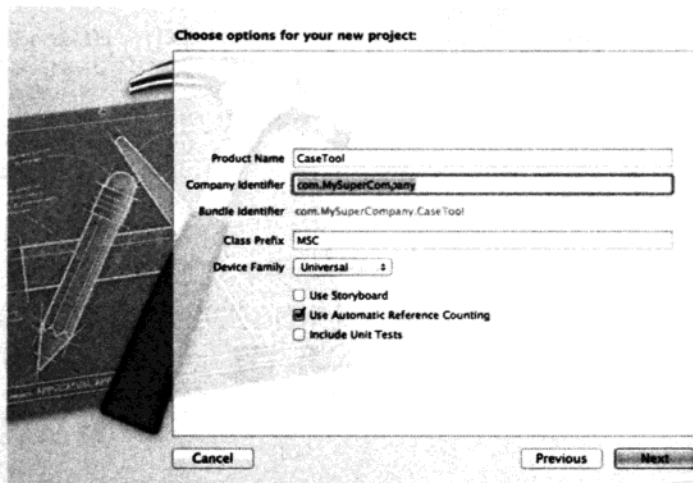 Choose options for your new project:
Product Name CaseTool
Company Identifier com.MySuperCompany
Bundle Identifier com.MySuperCompany.CaseTool
Class Prefix MSC
Device Family Universal
Use Storyboard
Use Automatic Reference Counting
Include Unit Tests
Cancel Previous Next